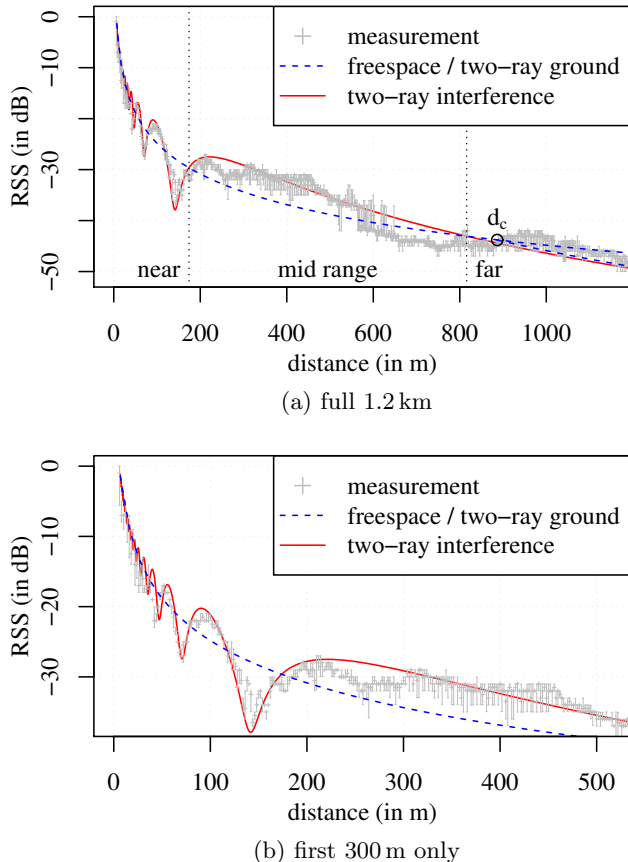 RSS (in dB)
−10
−30
−50
measurement
freespace / two−ray ground
two−ray interference
d_c
near
mid range
far
0
200
400
600
800
1000
distance (in m)
(a) full 1.2 km
RSS (in dB)
0
−10
−20
−30
measurement
freespace / two−ray ground
two−ray interference
0
100
200
300
400
500
distance (in m)
(b) first 300 m only